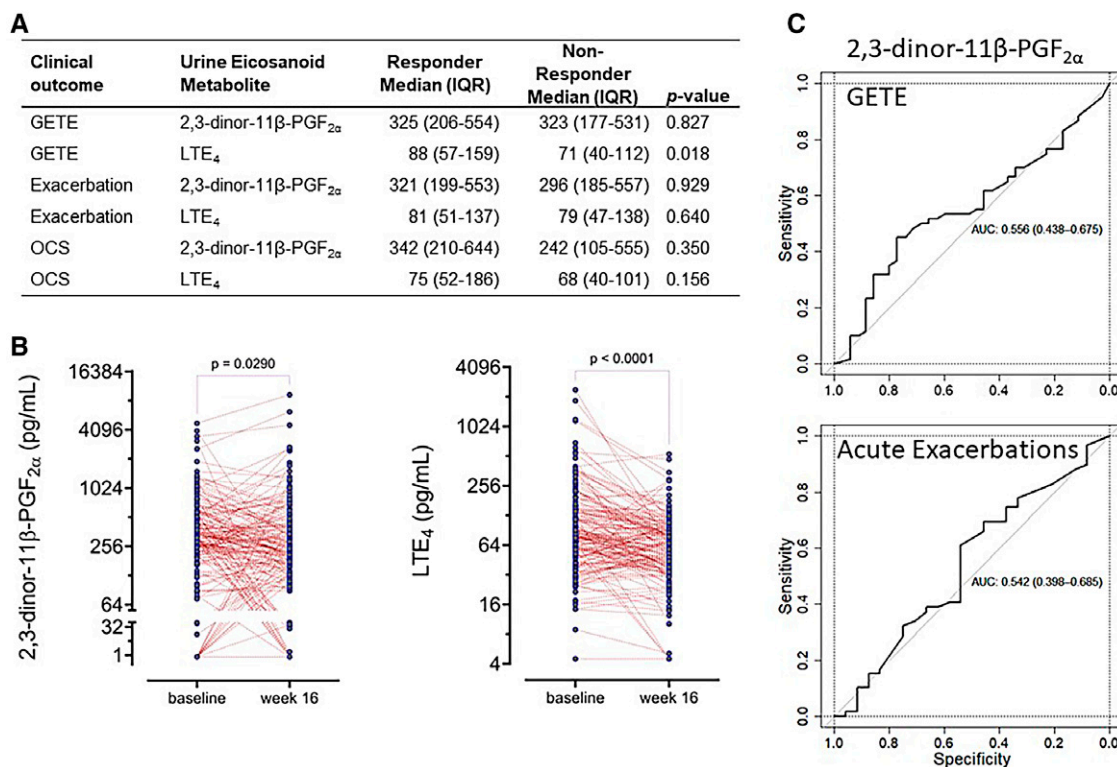 A
Clinical outcome Urine Eicosanoid Metabolite Responder Median (IQR) Non-Responder Median (IQR) p-value
GETE 2,3-dinor-11β-PGF2α 325 (206-554) 323 (177-531) 0.827
GETE LTE4 88 (57-159) 71 (40-112) 0.018
Exacerbation 2,3-dinor-11β-PGF2α 321 (199-553) 296 (185-557) 0.929
Exacerbation LTE4 81 (51-137) 79 (47-138) 0.640
OCS 2,3-dinor-11β-PGF2α 342 (210-644) 242 (105-555) 0.350
OCS LTE4 75 (52-186) 68 (40-101) 0.156
B
p = 0.0290
2,3-dinor-11β-PGF2α (pg/mL)
16384
4096
1024
256
64
32
1
baseline week 16
p < 0.0001
LTE4 (pg/mL)
4096
1024
256
64
16
4
baseline week 16
C
2,3-dinor-11β-PGF2α
GETE
Sensitivity
1.0
0.8
0.6
0.4
0.2
0.0
AUC: 0.556 (0.438–0.675)
1.0 0.8 0.6 0.4 0.2 0.0
Acute Exacerbations
Sensitivity
1.0
0.8
0.6
0.4
0.2
0.0
AUC: 0.542 (0.398–0.685)
1.0 0.8 0.6 0.4 0.2 0.0
Specificity